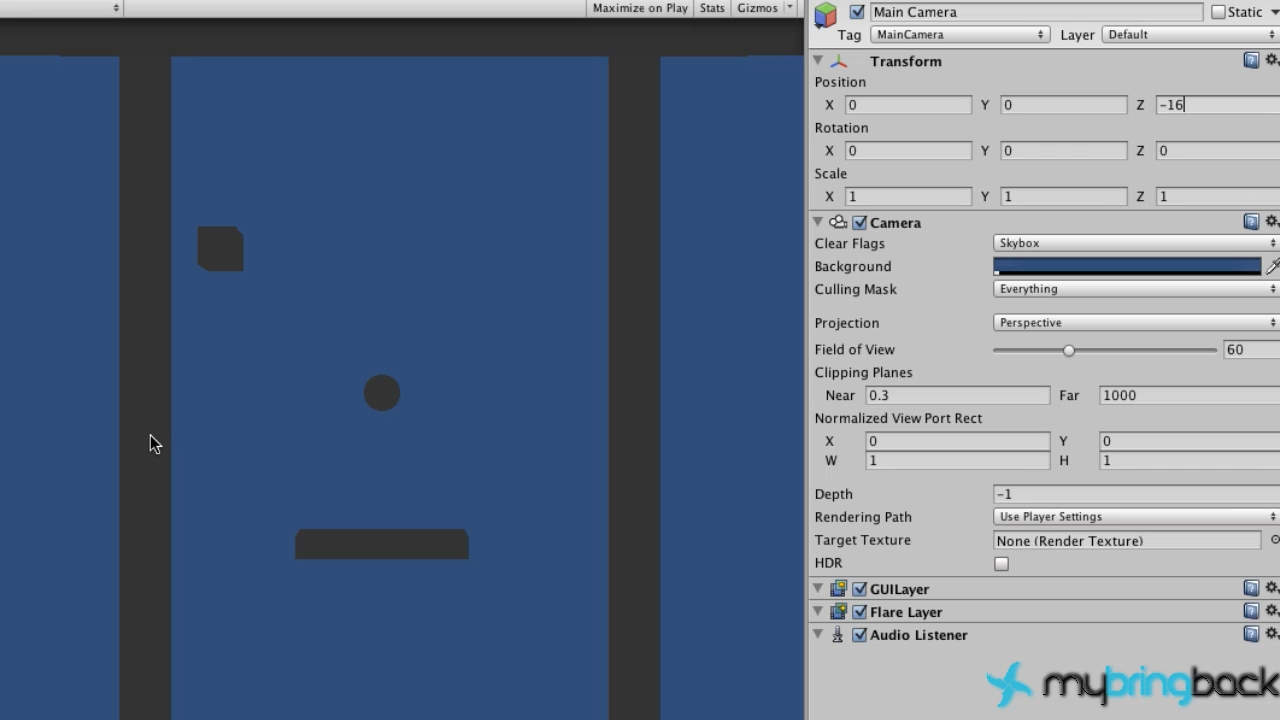 Maximize on Play Stats Gizmos
Main Camera Static
Tag MainCamera Layer Default
Transform
Position
X 0 Y 0 Z -16
Rotation
X 0 Y 0 Z 0
Scale
X 1 Y 1 Z 1
Camera
Clear Flags Skybox
Background
Culling Mask Everything
Projection Perspective
Field of View 60
Clipping Planes
Near 0.3 Far 1000
Normalized View Port Rect
X 0 Y 0
W 1 H 1
Depth -1
Rendering Path Use Player Settings
Target Texture None (Render Texture)
HDR
GUILayer
Flare Layer
Audio Listener
mybringback